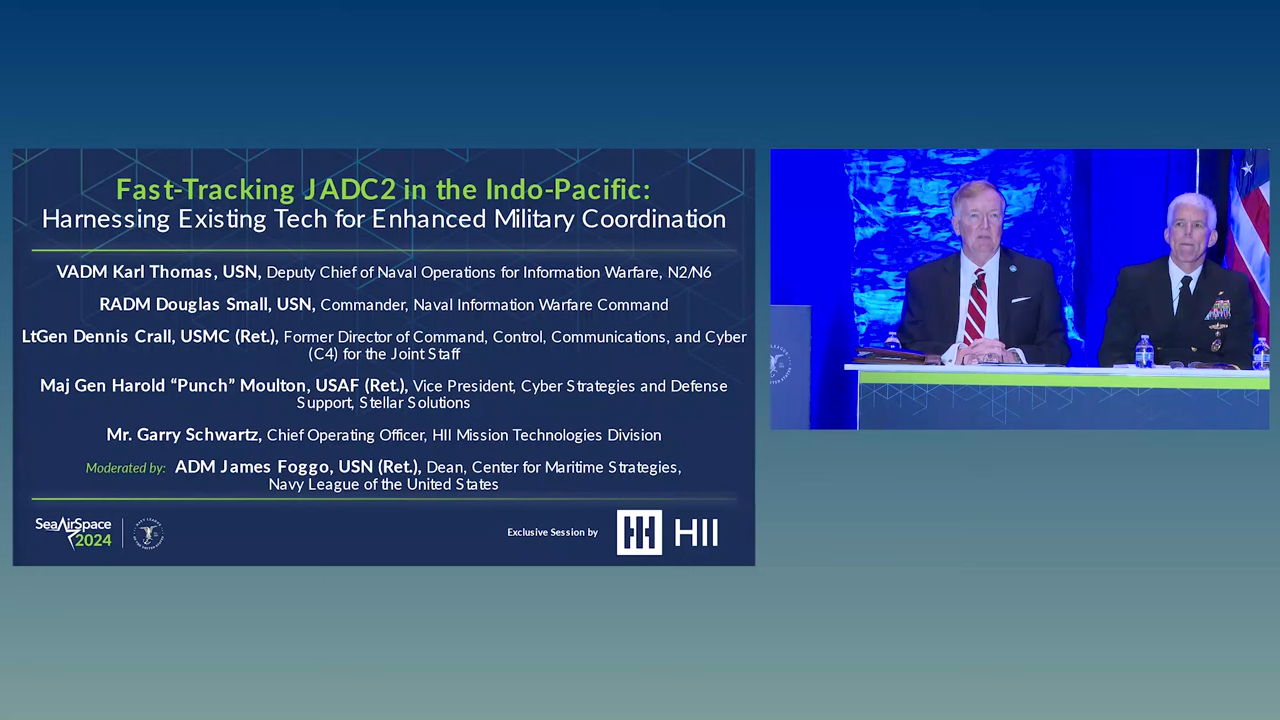 Fast-Tracking JADC2 in the Indo-Pacific:
Harnessing Existing Tech for Enhanced Military Coordination
VADM Karl Thomas, USN, Deputy Chief of Naval Operations for Information Warfare, N2/N6
RADM Douglas Small, USN, Commander, Naval Information Warfare Command
LtGen Dennis Crall, USMC (Ret.), Former Director of Command, Control, Communications, and Cyber
(C4) for the Joint Staff
Maj Gen Harold “Punch” Moulton, USAF (Ret.), Vice President, Cyber Strategies and Defense
Support, Stellar Solutions
Mr. Garry Schwartz, Chief Operating Officer, HII Mission Technologies Division
Moderated by: ADM James Foggo, USN (Ret.), Dean, Center for Maritime Strategies,
Navy League of the United States
SeaAirSpace
2024
Exclusive Session by
HII